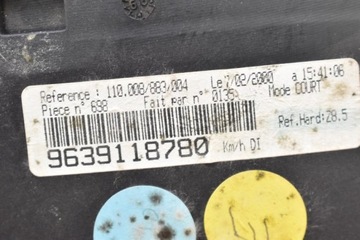 Reference : 110.008/883/004 Le 7/02/2000 a 15:41:06
Piece n° 698 Fait par n° 0135 Mode COURT
Ref.Hard:28.5
9639118780 Km/h DI